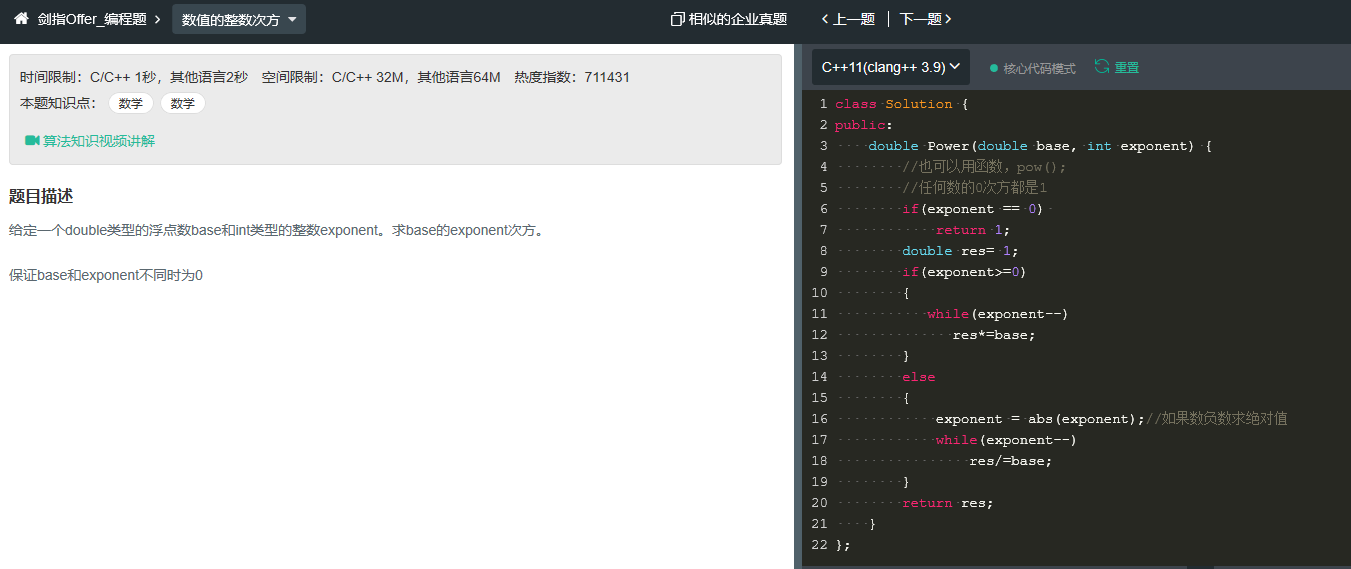 剑指Offer_编程题 数值的整数次方 相似的企业真题 上一题 下一题
时间限制：C/C++ 1秒，其他语言2秒 空间限制：C/C++ 32M，其他语言64M 热度指数：711431
本题知识点： 数学 数学
算法知识视频讲解
题目描述
给定一个double类型的浮点数base和int类型的整数exponent。求base的exponent次方。
保证base和exponent不同时为0
C++11(clang++ 3.9) 核心代码模式 重置
1 class Solution {
2 public:
3 double Power(double base, int exponent) {
4 //也可以用函数，pow();
5 //任何数的0次方都是1
6 if(exponent == 0)
7 return 1;
8 double res= 1;
9 if(exponent>=0)
10 {
11 while(exponent--)
12 res*=base;
13 }
14 else
15 {
16 exponent = abs(exponent);//如果数负数求绝对值
17 while(exponent--)
18 res/=base;
19 }
20 return res;
21 }
22 };